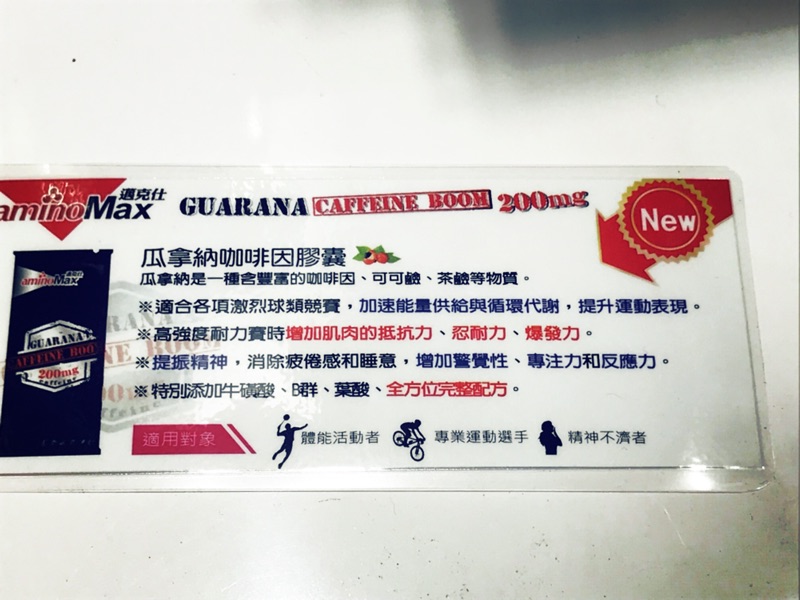 aminoMax 邁克仕 GUARANA CAFFEINE BOOM 200mg
New
瓜拿納咖啡因膠囊
瓜拿納是一種含豐富的咖啡因、可可鹼、茶鹼等物質。
※適合各項激烈球類競賽，加速能量供給與循環代謝，提升運動表現。
※高強度耐力賽時增加肌肉的抵抗力、忍耐力、爆發力。
※提振精神，消除疲倦感和睡意，增加警覺性、專注力和反應力。
※特別添加牛磺酸、B群、葉酸、全方位完整配方。
適用對象 體能活動者 專業運動選手 精神不濟者
aminoMax
GUARANA
CAFFEINE BOOM
200mg
Caffeine